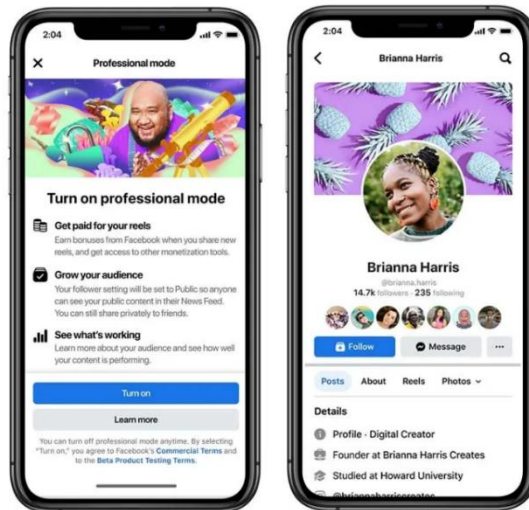 2:04
Professional mode
Turn on professional mode
Get paid for your reels
Earn bonuses from Facebook when you share new
reels, and get access to other monetization tools.
Grow your audience
Your follower setting will be set to Public so anyone
can see your public content in their News Feed.
You can still share privately to friends.
See what's working
Learn more about your audience and see how well
your content is performing.
Turn on
Learn more
You can turn off professional mode anytime. By selecting
"Turn on," you agree to Facebook's Commercial Terms and
to the Beta Product Testing Terms.
2:04
Brianna Harris
Brianna Harris
@brianna.harris
14.7k followers · 235 following
Follow
Message
Posts
About
Reels
Photos
Details
Profile · Digital Creator
Founder at Brianna Harris Creates
Studied at Howard University
@briannaharriscreates